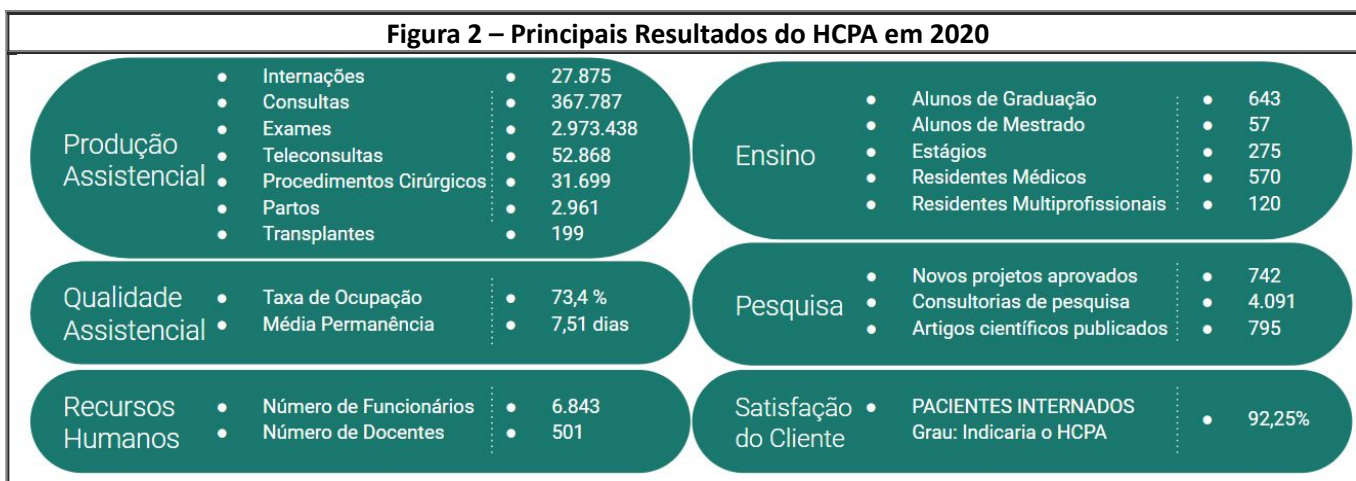 Figura 2 – Principais Resultados do HCPA em 2020
Produção Assistencial
• Internações • 27.875
• Consultas • 367.787
• Exames • 2.973.438
• Teleconsultas • 52.868
• Procedimentos Cirúrgicos • 31.699
• Partos • 2.961
• Transplantes • 199
Ensino
• Alunos de Graduação • 643
• Alunos de Mestrado • 57
• Estágios • 275
• Residentes Médicos • 570
• Residentes Multiprofissionais • 120
Qualidade Assistencial
• Taxa de Ocupação • 73,4 %
• Média Permanência • 7,51 dias
Pesquisa
• Novos projetos aprovados • 742
• Consultorias de pesquisa • 4.091
• Artigos científicos publicados • 795
Recursos Humanos
• Número de Funcionários • 6.843
• Número de Docentes • 501
Satisfação do Cliente
• PACIENTES INTERNADOS
Grau: Indicaria o HCPA • 92,25%